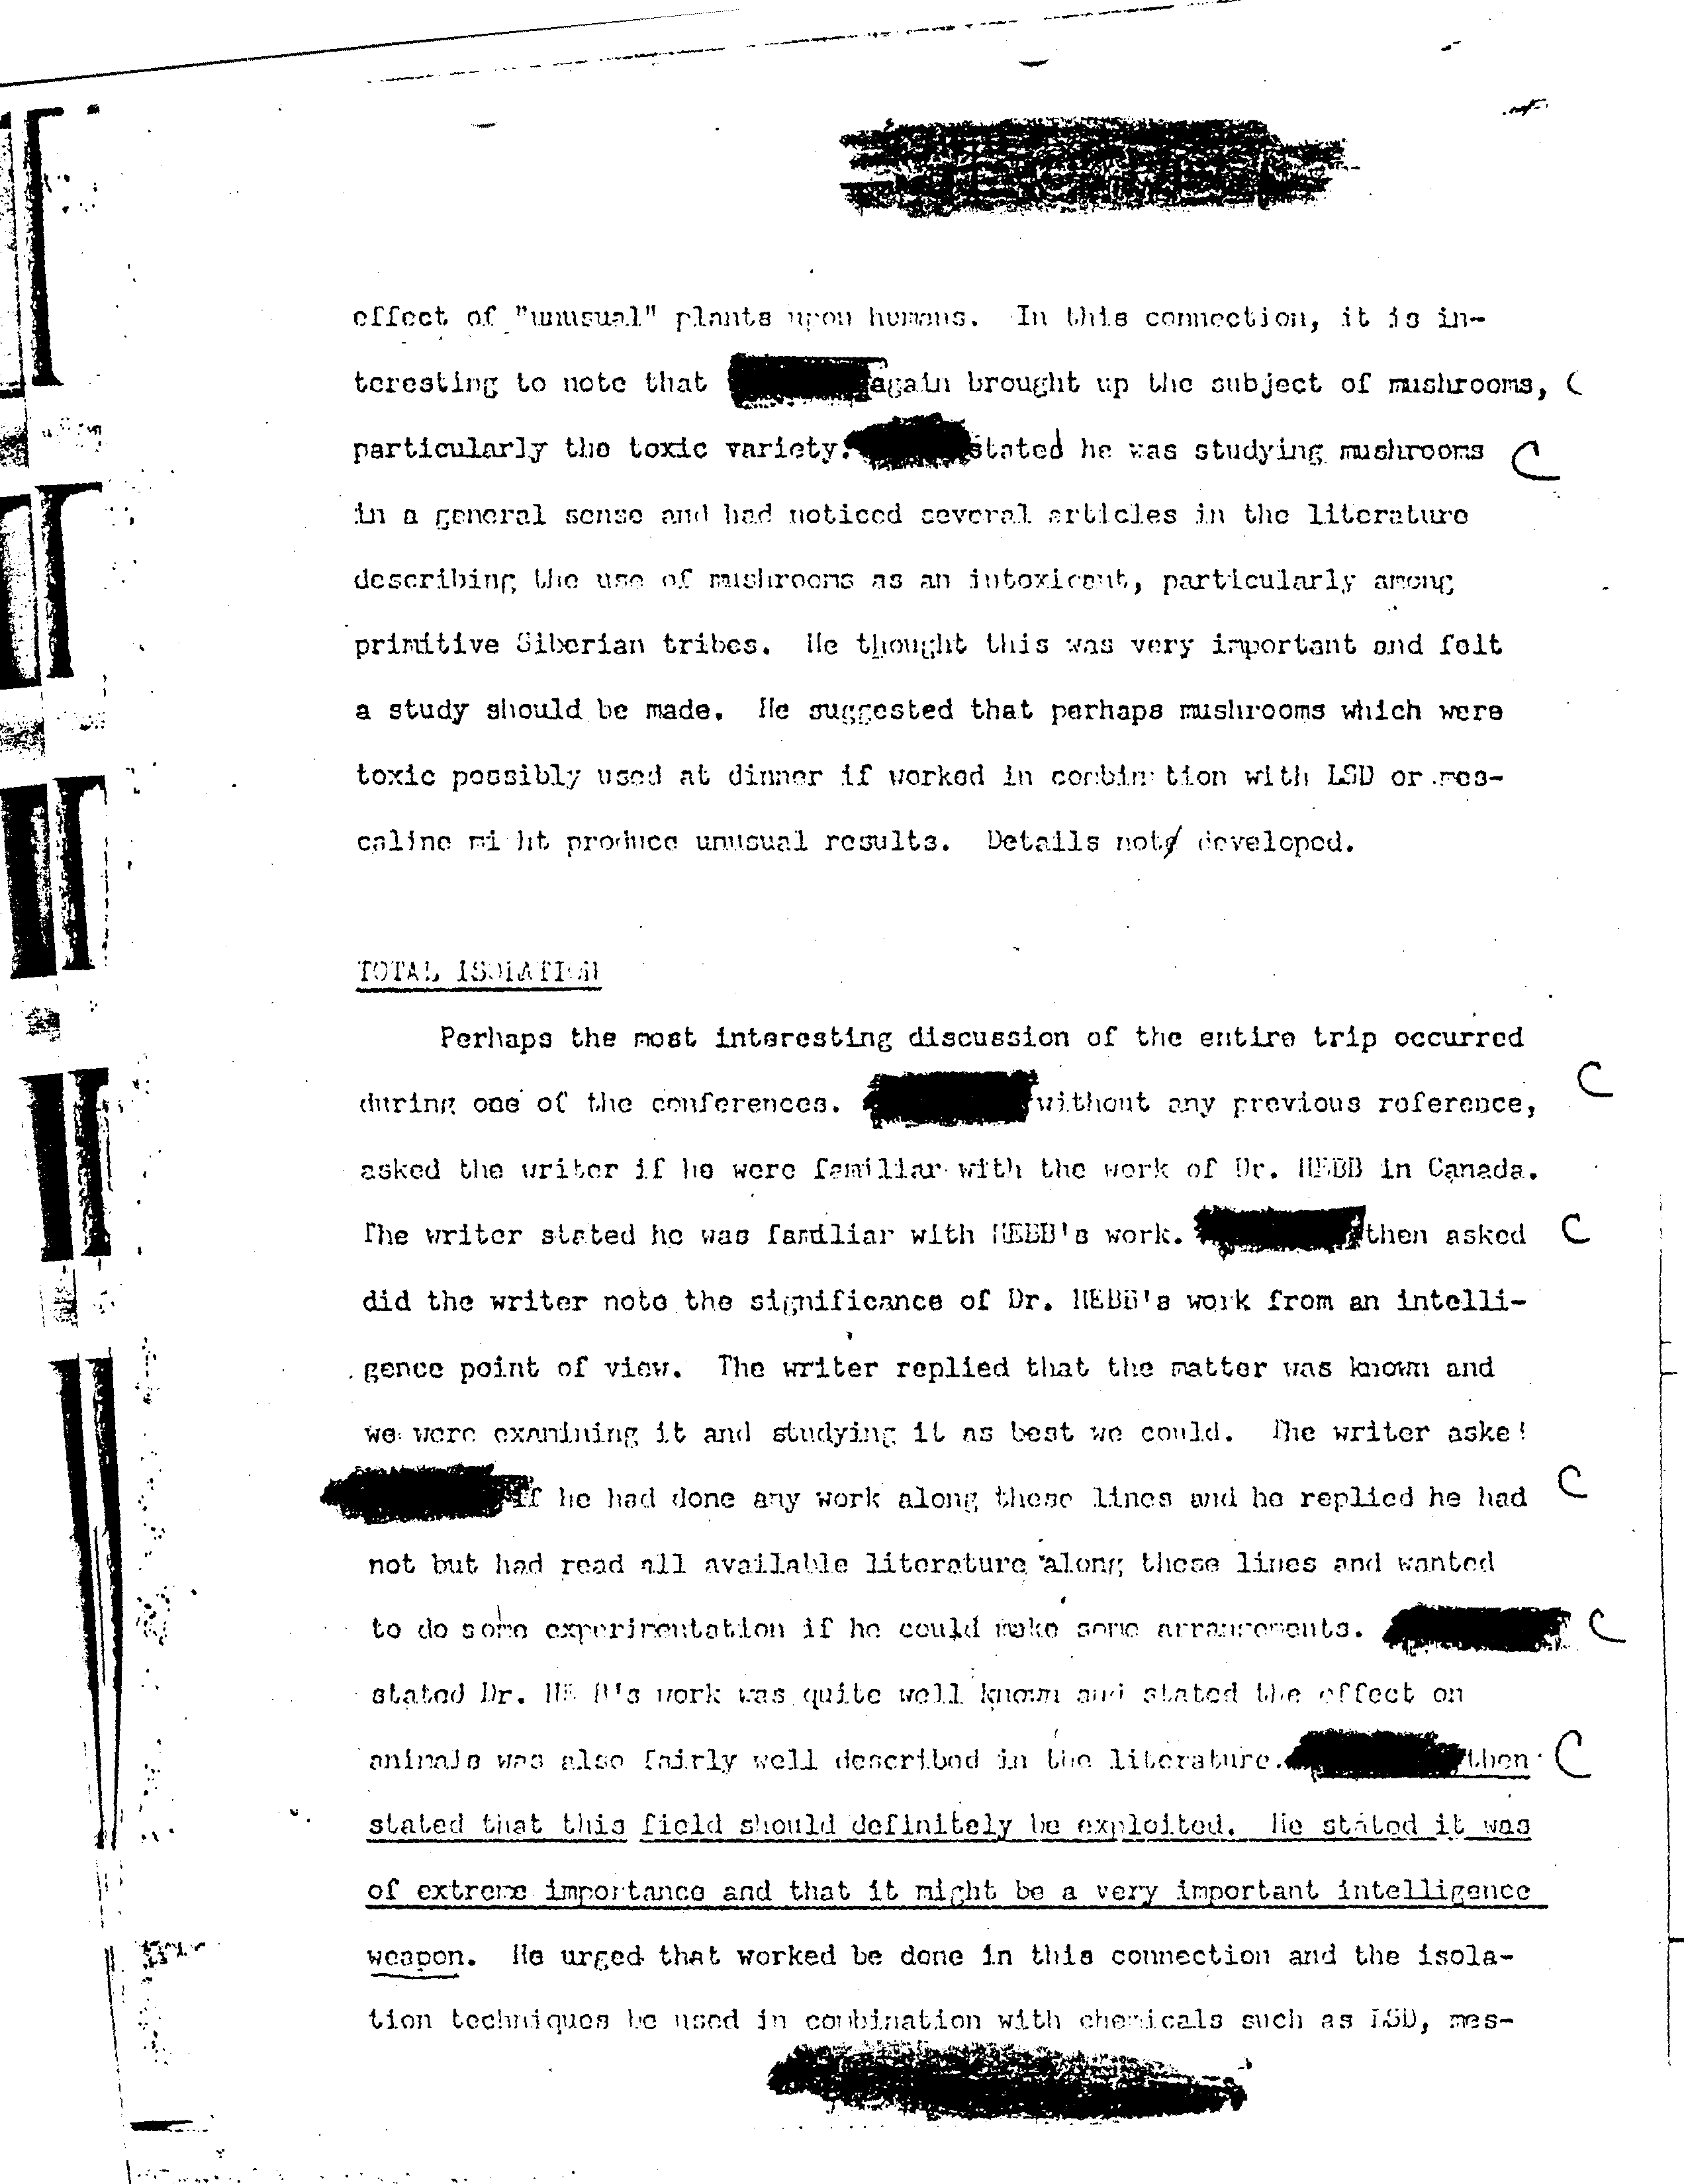 effect of "unusual" plants upon humans. In this connection, it is in-
teresting to note that again brought up the subject of mushrooms, C
particularly the toxic variety. stated he was studying mushrooms C
in a general sense and had noticed several articles in the literature
describing the use of mushrooms as an intoxicant, particularly among
primitive Siberian tribes. He thought this was very important and felt
a study should be made. He suggested that perhaps mushrooms which were
toxic possibly used at dinner if worked in combination with LSD or mes-
caline might produce unusual results. Details not developed.
TOTAL ISOLATION
Perhaps the most interesting discussion of the entire trip occurred
during one of the conferences. without any previous reference, C
asked the writer if he were familiar with the work of Dr. HEBB in Canada.
The writer stated he was familiar with HEBB's work. then asked C
did the writer note the significance of Dr. HEBB's work from an intelli-
gence point of view. The writer replied that the matter was known and
we were examining it and studying it as best we could. The writer asked
if he had done any work along these lines and he replied he had C
not but had read all available literature along these lines and wanted
to do some experimentation if he could make some arrangements. C
stated Dr. HEBB's work was quite well known and stated the effect on
animals was also fairly well described in the literature. then C
stated that this field should definitely be exploited. He stated it was
of extreme importance and that it might be a very important intelligence
weapon. He urged that worked be done in this connection and the isola-
tion techniques be used in combination with chemicals such as LSD, mes-